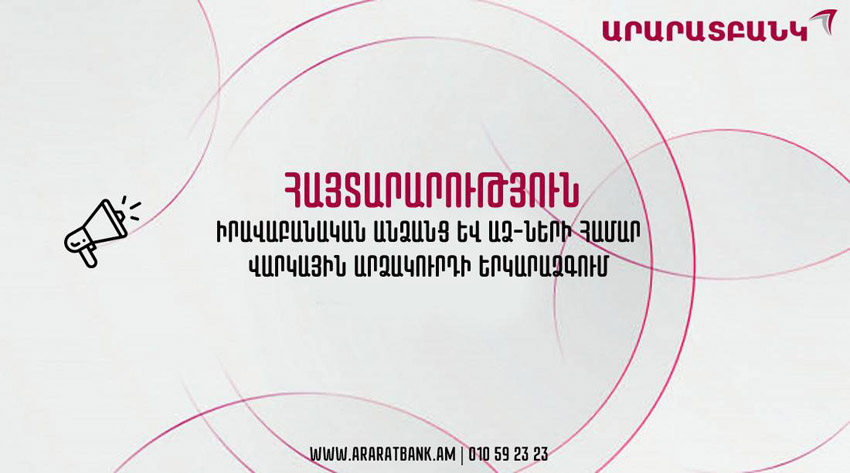 ԱՐԱՐԱՏԲԱՆԿ
ՀԱՅՏԱՐԱՐՈՒԹՅՈՒՆ
ԻՐԱՎԱԲԱՆԱԿԱՆ ԱՆՁԱՆՑ ԵՎ ԱՁ-ՆԵՐԻ ՀԱՄԱՐ
ՎԱՐԿԱՅԻՆ ԱՐՁԱԿՈՒՐԴԻ ԵՐԿԱՐԱՁԳՈՒՄ
WWW.ARARATBANK.AM | 010 59 23 23